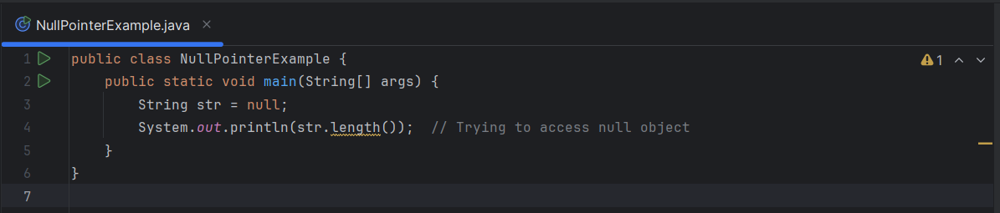 NullPointerExample.java
1 public class NullPointerExample { 1
2     public static void main(String[] args) {
3         String str = null;
4         System.out.println(str.length());  // Trying to access null object
5     }
6 }
7